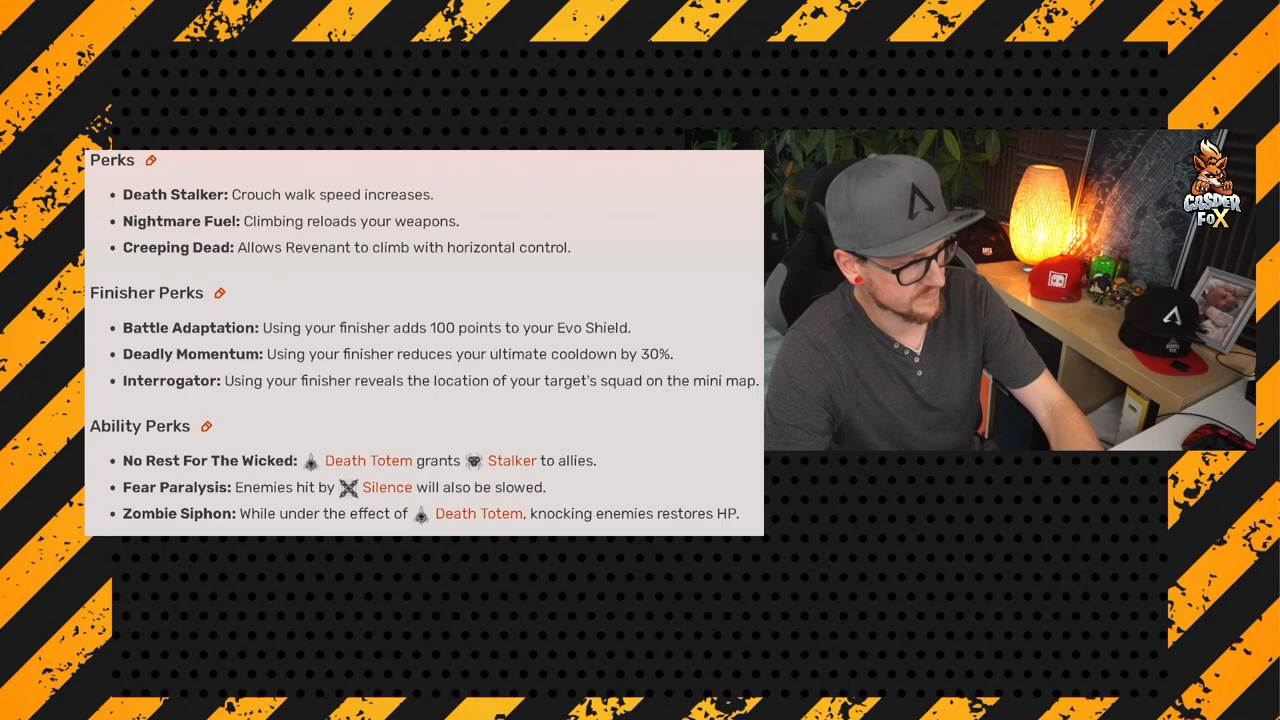 Perks
Death Stalker: Crouch walk speed increases.
Nightmare Fuel: Climbing reloads your weapons.
Creeping Dead: Allows Revenant to climb with horizontal control.
Finisher Perks
Battle Adaptation: Using your finisher adds 100 points to your Evo Shield.
Deadly Momentum: Using your finisher reduces your ultimate cooldown by 30%.
Interrogator: Using your finisher reveals the location of your target's squad on the mini map.
Ability Perks
No Rest For The Wicked: Death Totem grants Stalker to allies.
Fear Paralysis: Enemies hit by Silence will also be slowed.
Zombie Siphon: While under the effect of Death Totem, knocking enemies restores HP.
CASPER
FOX